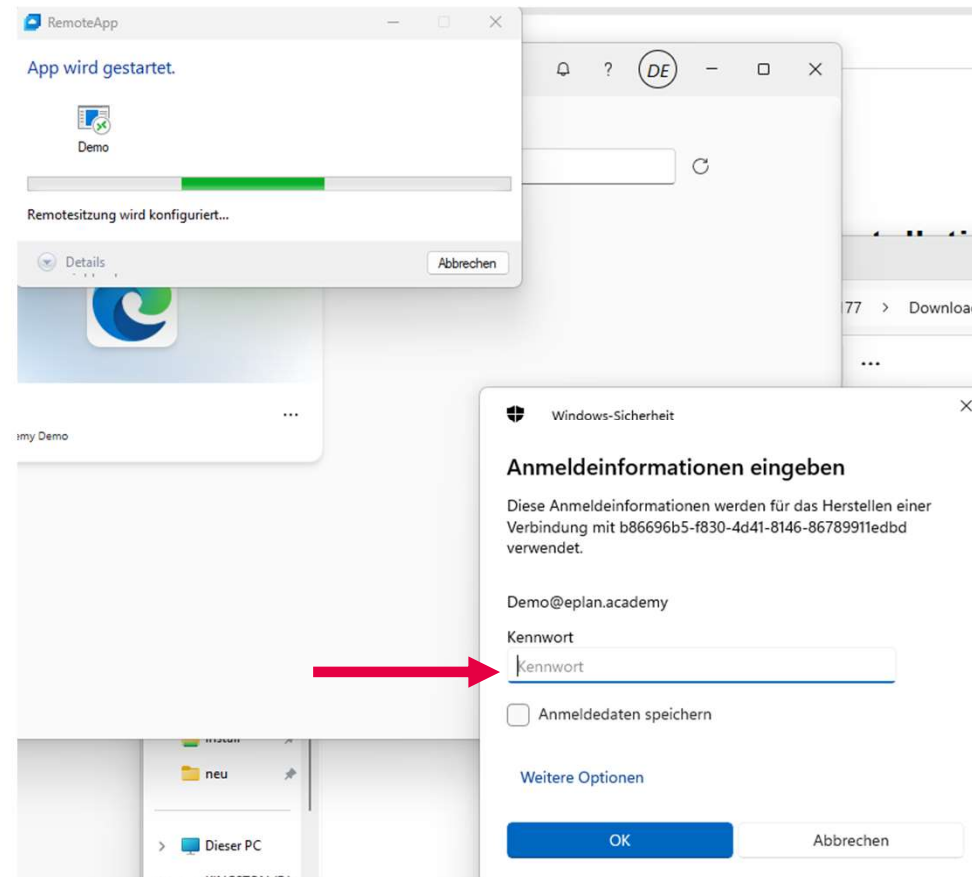 RemoteApp
App wird gestartet.
Demo
Remotesitzung wird konfiguriert...
Details
Abbrechen
? DE
77 > Downloa
...
...
emy Demo
Windows-Sicherheit
Anmeldeinformationen eingeben
Diese Anmeldeinformationen werden für das Herstellen einer
Verbindung mit b86696b5-f830-4d41-8146-86789911edbd
verwendet.
Demo@eplan.academy
Kennwort
Kennwort
Anmeldedaten speichern
Weitere Optionen
OK
Abbrechen
neu
Dieser PC